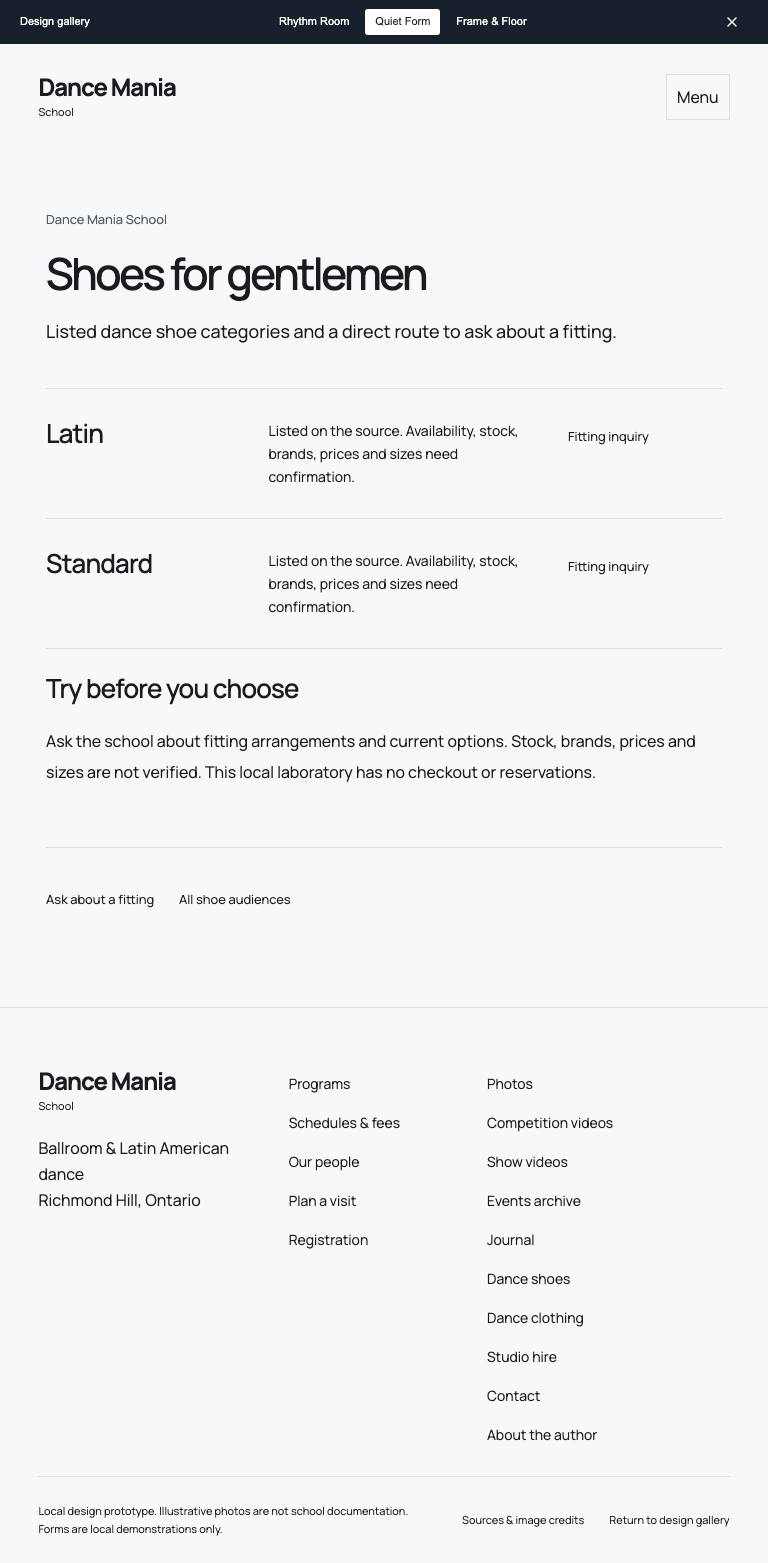 Design gallery
Rhythm Room
Quiet Form
Frame & Floor
×
Dance Mania
School
Menu
Dance Mania School
Shoes for gentlemen
Listed dance shoe categories and a direct route to ask about a fitting.
Latin
Listed on the source. Availability, stock,
brands, prices and sizes need
confirmation.
Fitting inquiry
Standard
Listed on the source. Availability, stock,
brands, prices and sizes need
confirmation.
Fitting inquiry
Try before you choose
Ask the school about fitting arrangements and current options. Stock, brands, prices and
sizes are not verified. This local laboratory has no checkout or reservations.
Ask about a fitting
All shoe audiences
Dance Mania
School
Ballroom & Latin American
dance
Richmond Hill, Ontario
Programs
Schedules & fees
Our people
Plan a visit
Registration
Photos
Competition videos
Show videos
Events archive
Journal
Dance shoes
Dance clothing
Studio hire
Contact
About the author
Local design prototype. Illustrative photos are not school documentation.
Forms are local demonstrations only.
Sources & image credits
Return to design gallery